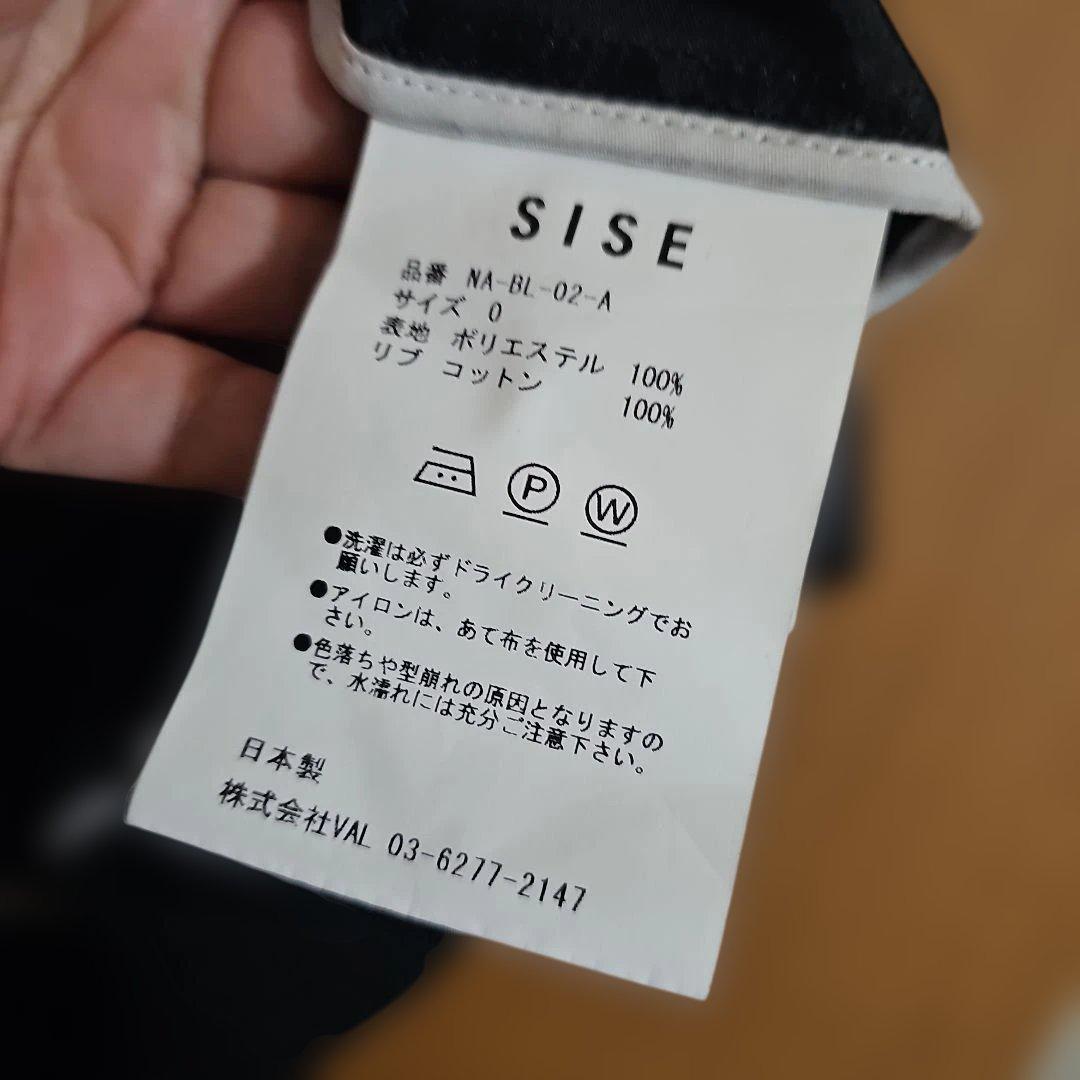 SISE
品番 NA-BL-02-A
サイズ 0
表地 ポリエステル 100%
リブ コットン 100%
P W
●洗濯は必ずドライクリーニングでお
願いします。
●アイロンは、あて布を使用して下
さい。
●色落ちや型崩れの原因となりますの
で、水濡れには充分ご注意下さい。
日本製
株式会社VAL 03-6277-2147